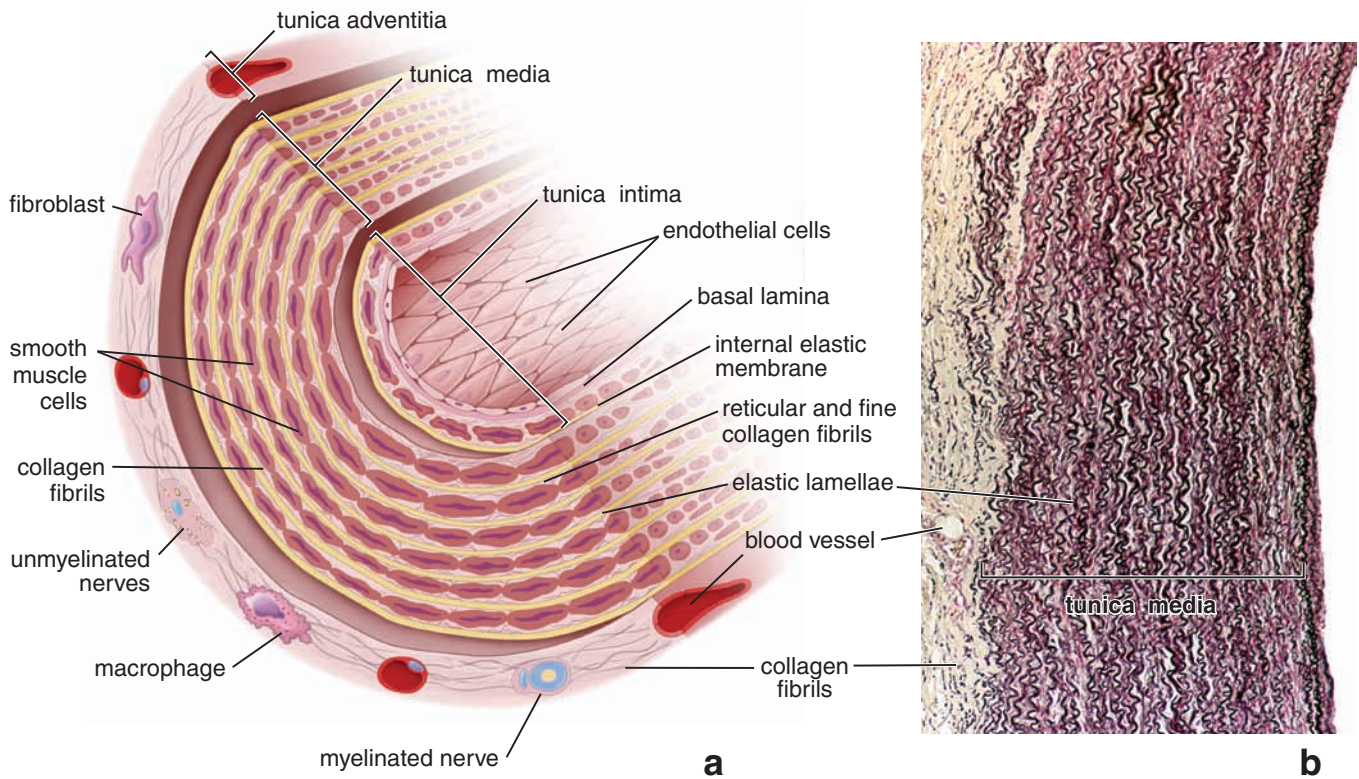 tunica adventitia
tunica media
tunica intima
fibroblast
endothelial cells
basal lamina
internal elastic
membrane
smooth
muscle
cells
reticular and fine
collagen fibrils
collagen
fibrils
elastic lamellae
unmyelinated
nerves
blood vessel
tunica media
macrophage
collagen
fibrils
myelinated nerve
a
b